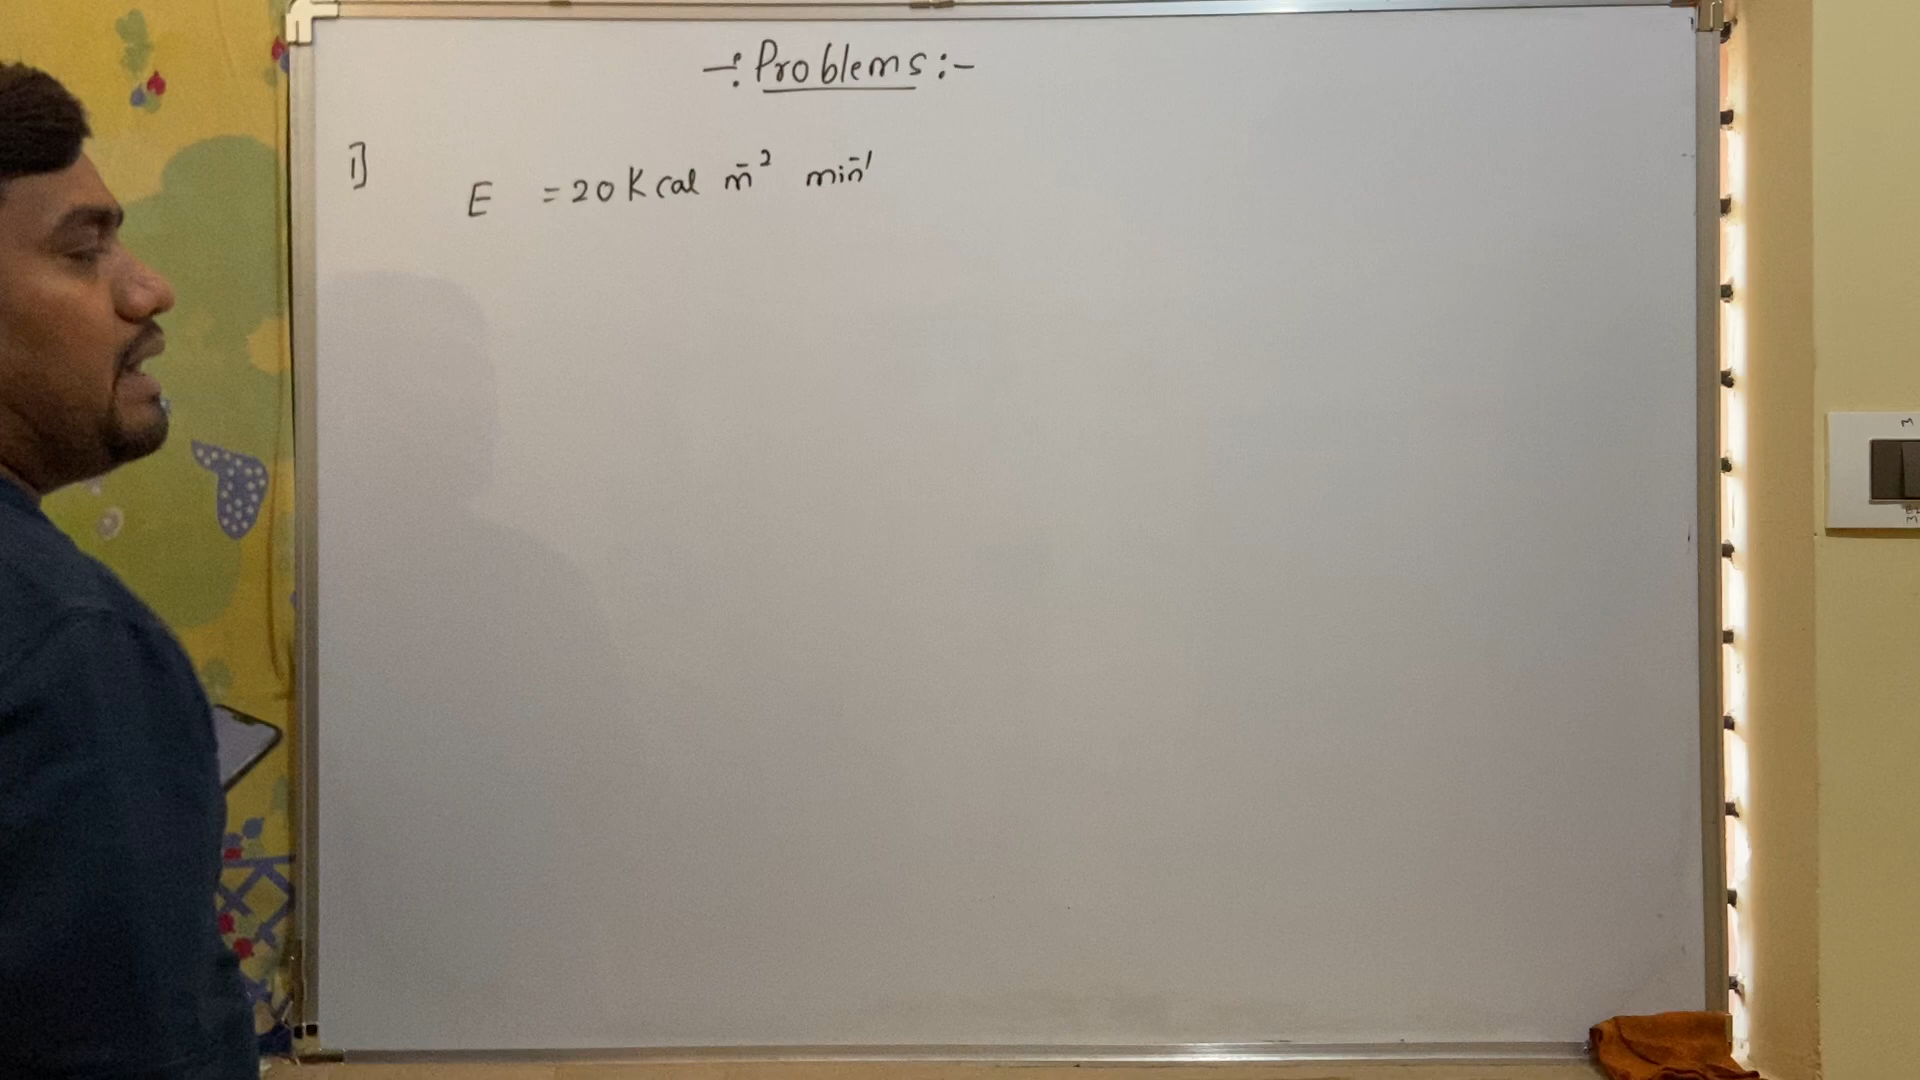 -: Problems :-
1]
E = 20 K cal m⁻² min⁻¹